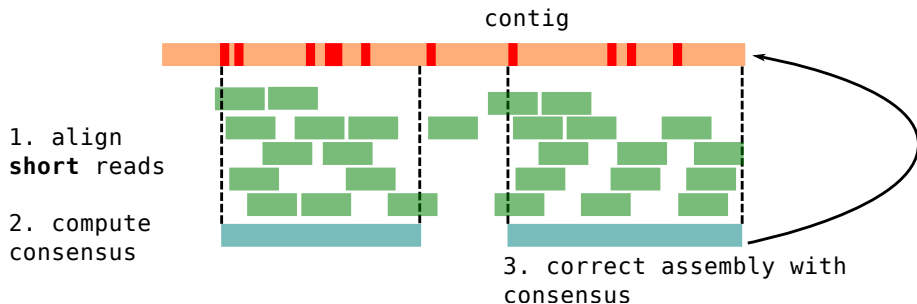 contig
1. align
short reads
2. compute
consensus
3. correct assembly with
consensus